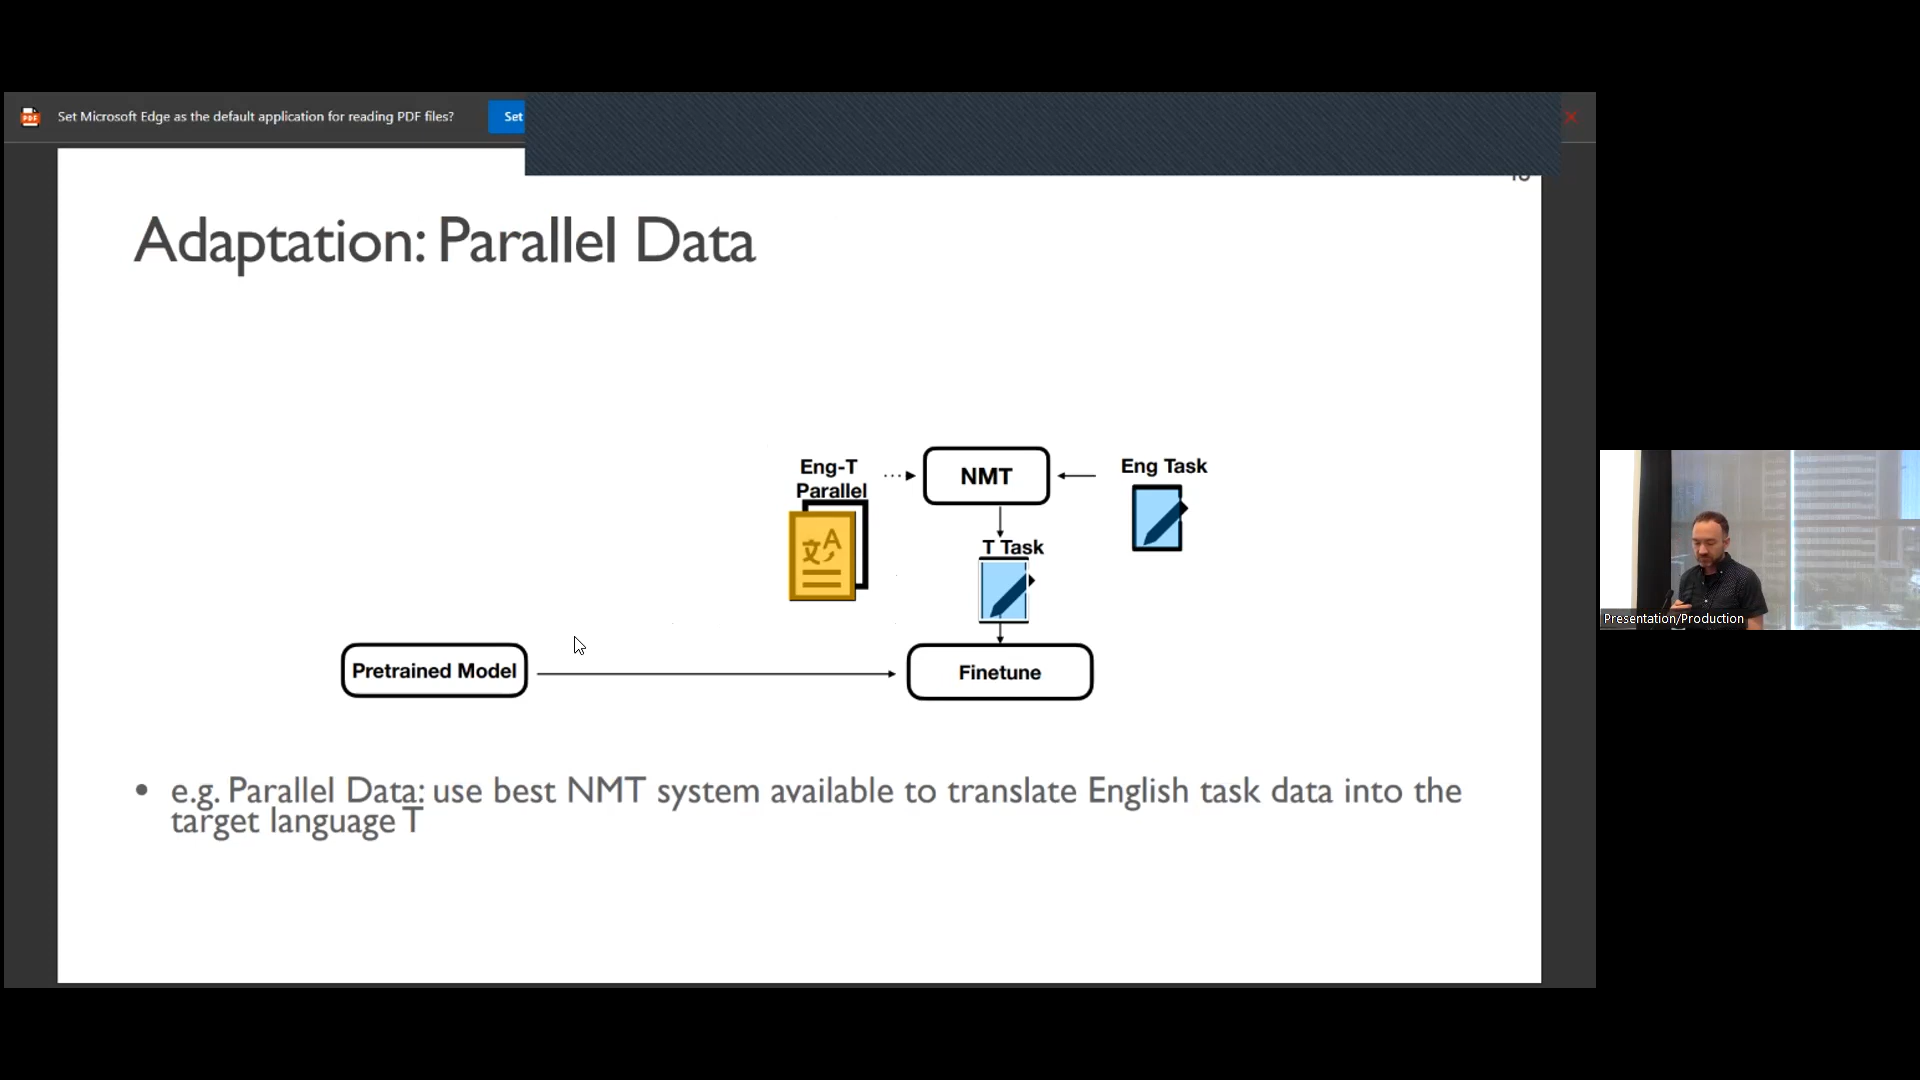 Set Microsoft Edge as the default application for reading PDF files?
Set
Adaptation: Parallel Data
Eng-T
Parallel
NMT
Eng Task
T Task
Pretrained Model
Finetune
• e.g. Parallel Data: use best NMT system available to translate English task data into the
target language T
Presentation/Production